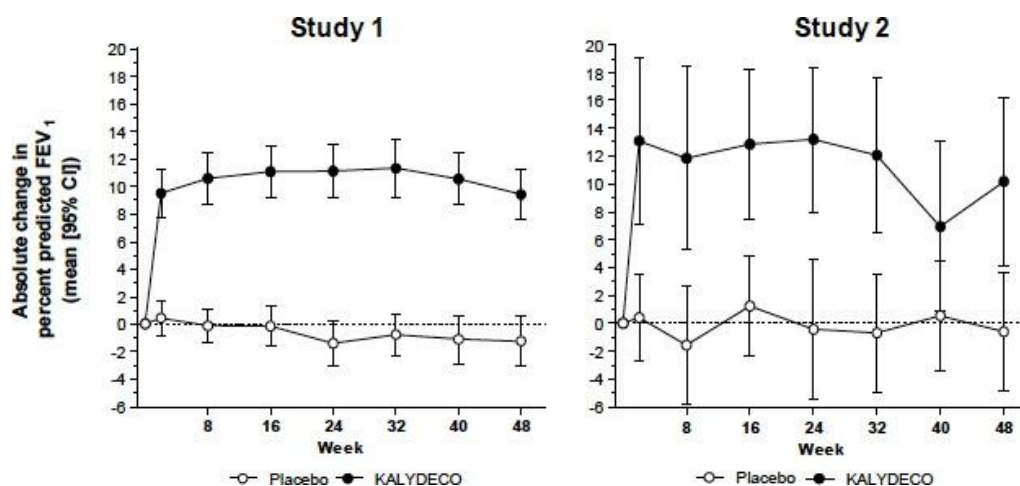 Study 1
Study 2
Absolute change in
percent predicted FEV1
(mean [95% CI])
20
18
16
14
12
10
8
6
4
2
0
-2
-4
-6
8 16 24 32 40 48
Week
Placebo KALYDECO
20
18
16
14
12
10
8
6
4
2
0
-2
-4
-6
8 16 24 32 40 48
Week
Placebo KALYDECO